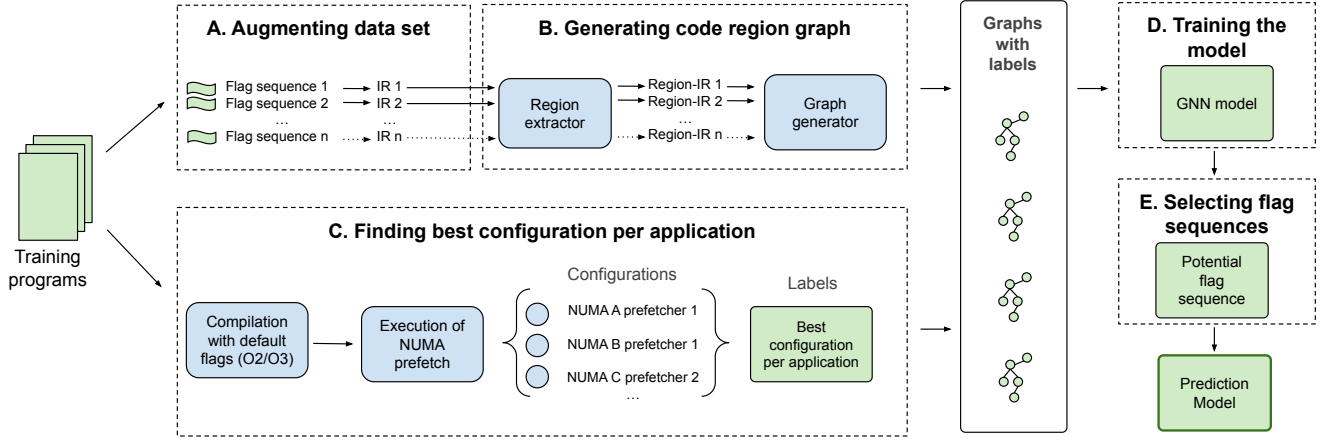 A. Augmenting data set
Flag sequence 1 IR 1
Flag sequence 2 IR 2
... ...
Flag sequence n IR n
B. Generating code region graph
Region
extractor
Region-IR 1
Region-IR 2
...
Region-IR n
Graph
generator
Graphs
with
labels
D. Training the
model
GNN model
E. Selecting flag
sequences
Potential
flag
sequence
Prediction
Model
Training
programs
C. Finding best configuration per application
Compilation
with default
flags (O2/O3)
Execution of
NUMA
prefetch
Configurations
NUMA A prefetcher 1
NUMA B prefetcher 1
NUMA C prefetcher 2
...
Labels
Best
configuration
per application